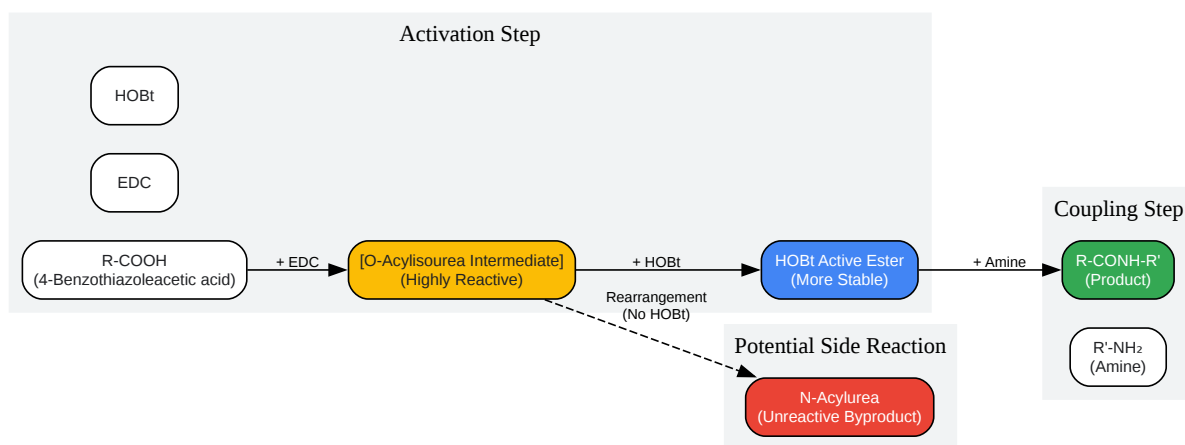 Activation Step
HOBt
EDC
R-COOH
(4-Benzothiazoleacetic acid)
+ EDC
[O-Acylisourea Intermediate]
(Highly Reactive)
+ HOBt
HOBt Active Ester
(More Stable)
+ Amine
Coupling Step
R-CONH-R'
(Product)
R'-NH₂
(Amine)
Rearrangement
(No HOBt)
Potential Side Reaction
N-Acylurea
(Unreactive Byproduct)